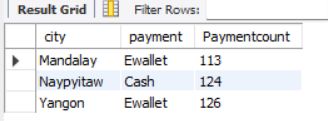 Result Grid Filter Rows:
city payment Paymentcount
Mandalay Ewallet 113
Naypyitaw Cash 124
Yangon Ewallet 126